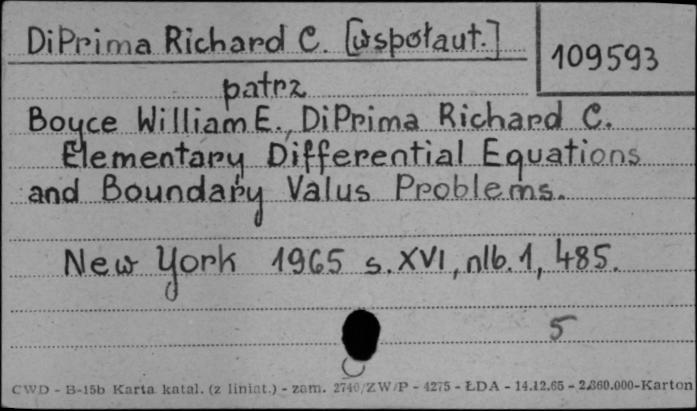 DiPrima Richard C. [współaut.]
109593
patrz
Boyce William E., DiPrima Richard C.
Elementary Differential Equations
and Boundary Valus Problems.
New York 1965 s. XVI, nlb. 1, 485.
5
CWD - B-15b Karta katal. (z liniat.) - zam. 2740/ZW/P - 4275 - ŁDA - 14.12.65 - 2.860.000 - Karton